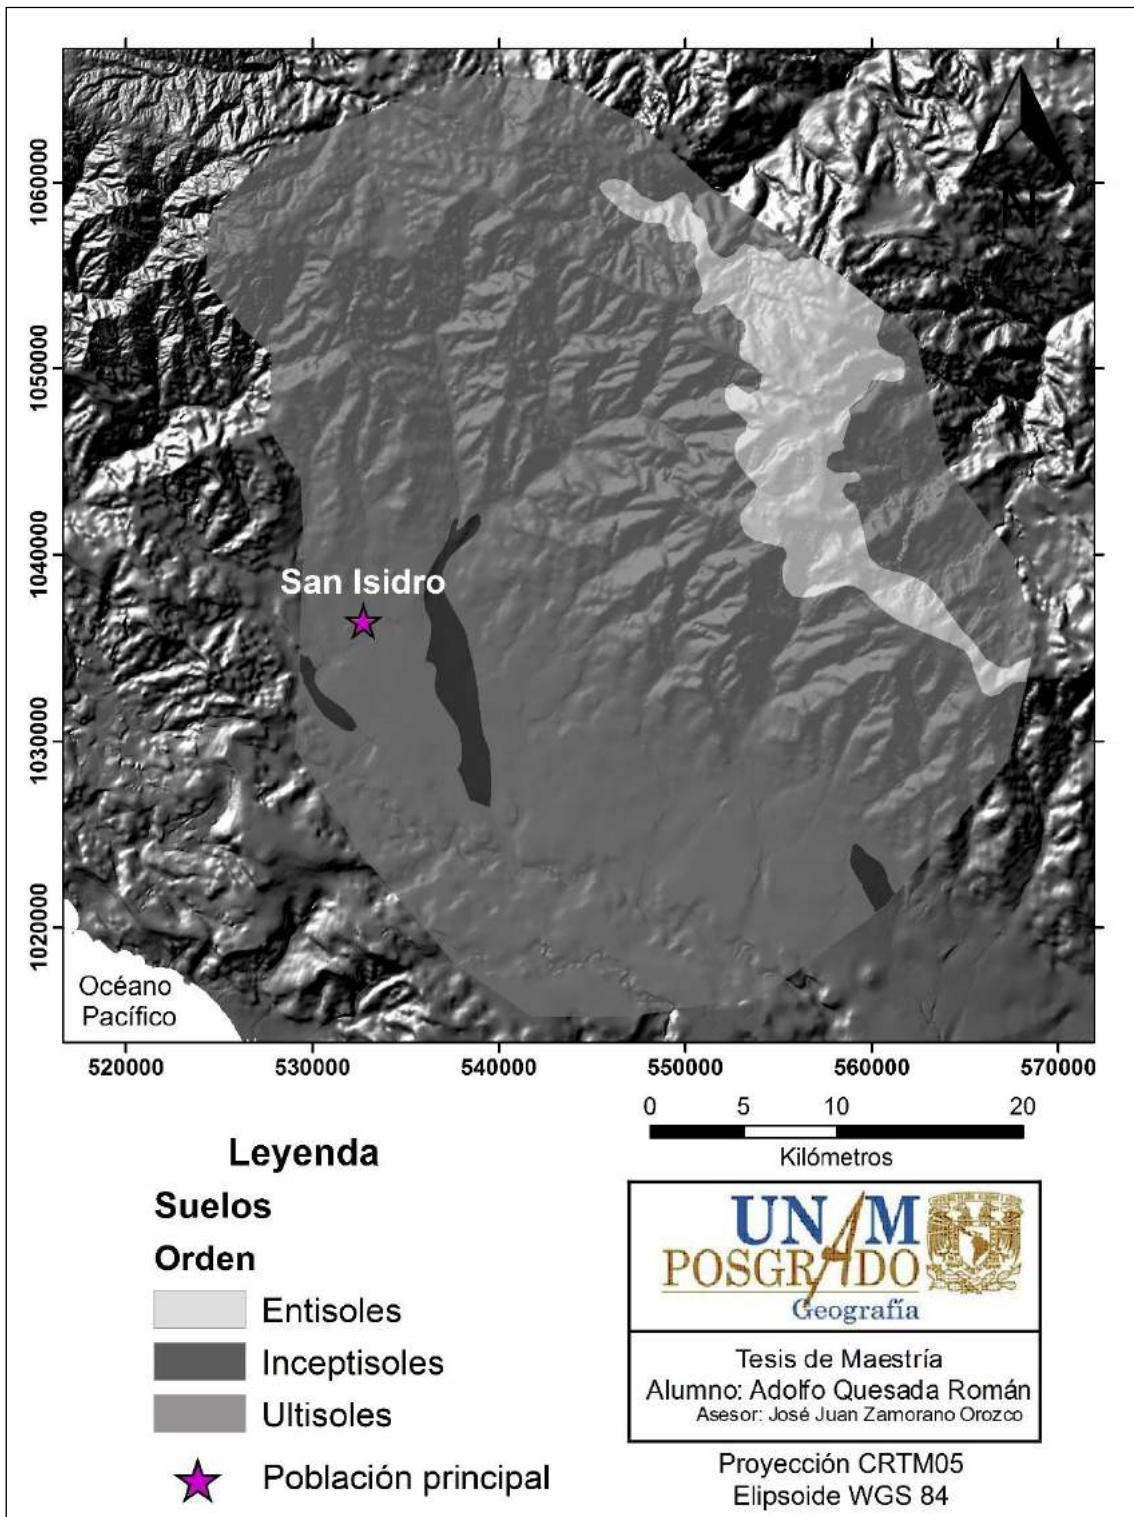 1060000
1050000
1040000
1030000
1020000
N
San Isidro
Océano
Pacífico
520000 530000 540000 550000 560000 570000
0 5 10 20
Kilómetros
Leyenda
Suelos
Orden
Entisoles
Inceptisoles
Ultisoles
Población principal
UNAM
POSGRADO
Geografía
Tesis de Maestría
Alumno: Adolfo Quesada Román
Asesor: José Juan Zamorano Orozco
Proyección CRTM05
Elipsoide WGS 84